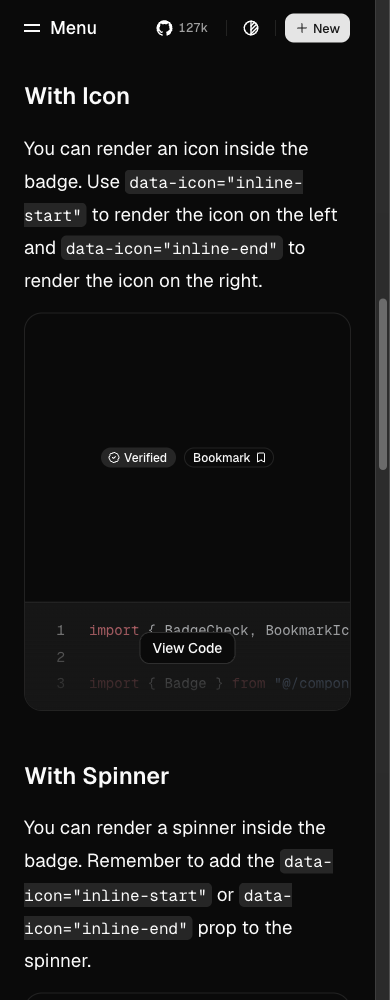 Menu
127k
New
With Icon
You can render an icon inside the
badge. Use data-icon="inline-
start" to render the icon on the left
and data-icon="inline-end" to
render the icon on the right.
Verified
Bookmark
1 import { BadgeCheck, BookmarkIc
2
View Code
3 import { Badge } from "@/compon
With Spinner
You can render a spinner inside the
badge. Remember to add the data-
icon="inline-start" or data-
icon="inline-end" prop to the
spinner.